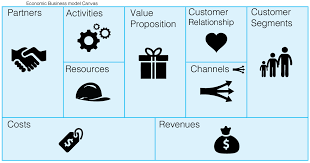 Economic Business model Canvas
Partners
Activities
Value
Proposition
Customer
Relationship
Customer
Segments
Resources
Channels
Costs
Revenues
$
$